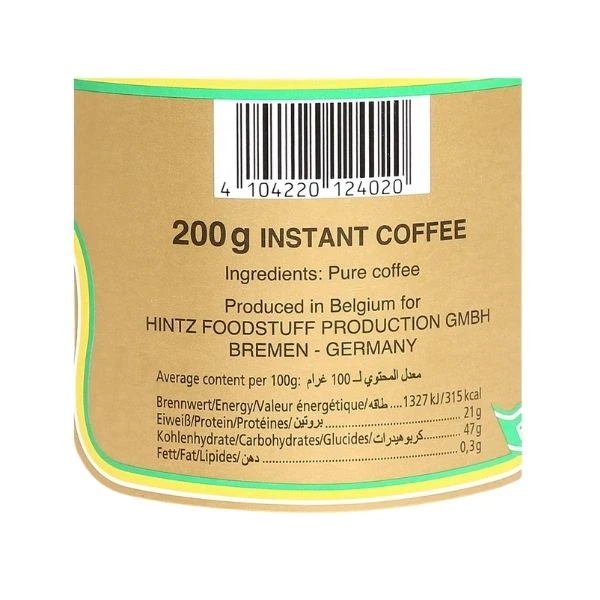 4 104220 124020
200g INSTANT COFFEE
Ingredients: Pure coffee
Produced in Belgium for
HINTZ FOODSTUFF PRODUCTION GMBH
BREMEN - GERMANY
Average content per 100g: معدل المحتوي لـ 100 غرام:
Brennwert/Energy/Valeur énergétique/طاقه....1327 kJ/315 kcal
Eiweiß/Protein/Protéines/بروتين 21g
Kohlenhydrate/Carbohydrates/Glucides/كربوهيدرات 47g
Fett/Fat/Lipides/دهن 0,3g